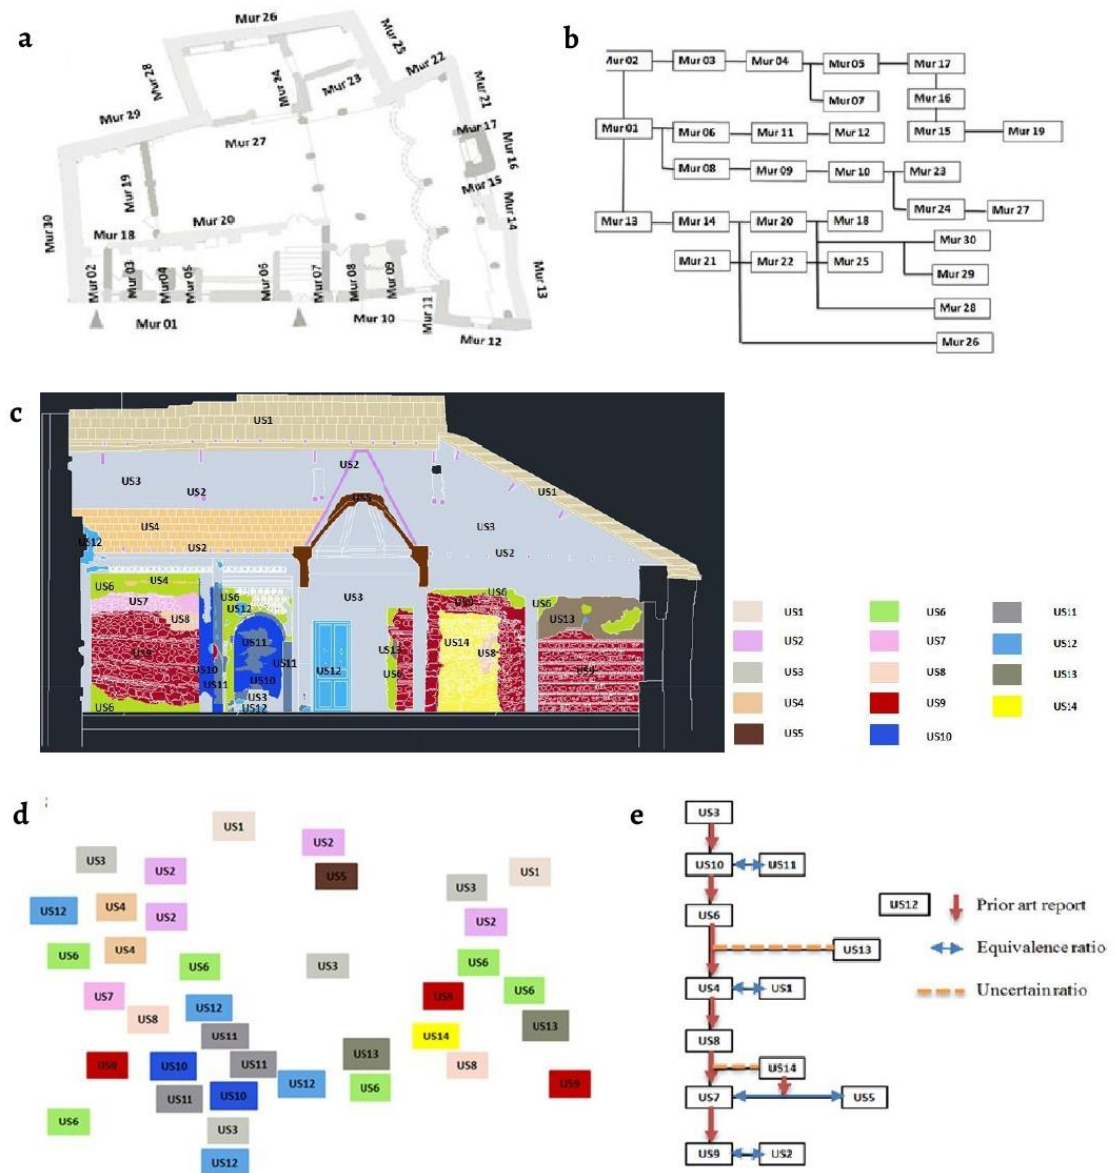 a
Mur 26
Mur 25
Mur 22
Mur 28
Mur 24
Mur 23
Mur 21
Mur 29
Mur 27
Mur 17
Mur 16
Mur 19
Mur 15
Mur 14
Mur 30
Mur 20
Mur 18
Mur 02
Mur 03
Mur 04
Mur 05
Mur 06
Mur 07
Mur 08
Mur 09
Mur 13
Mur 01
Mur 10
Mur 11
Mur 12
b
Mur 02 Mur 03 Mur 04 Mur 05 Mur 17
Mur 07 Mur 16
Mur 01 Mur 06 Mur 11 Mur 12 Mur 15 Mur 19
Mur 08 Mur 09 Mur 10 Mur 23
Mur 24 Mur 27
Mur 13 Mur 14 Mur 20 Mur 18
Mur 30
Mur 21 Mur 22 Mur 25
Mur 29
Mur 28
Mur 26
c
US1
US2
US3
US2
US1
US4
US3
US12
US2
US2
US6
US4
US6
US3
US6
US6
US7
US12
US9
US13
US8
US11
US14
US13
US8
US9
US10
US11
US12
US6
US9
US11
US10
US3
US6
US12
US1 US6 US11
US2 US7 US12
US3 US8 US13
US4 US9 US14
US5 US10
d
US1
US2
US3
US2
US5
US3
US1
US12
US4
US2
US2
US6
US4
US6
US3
US6
US7
US12
US9
US6
US8
US11
US14
US13
US9
US10
US11
US13
US8
US11
US10
US12
US6
US9
US6
US3
US12
e
US3
US10 US11
US6
US13
US4 US1
US8
US14
US7 US5
US9 US2
US12 Prior art report
Equivalence ratio
Uncertain ratio